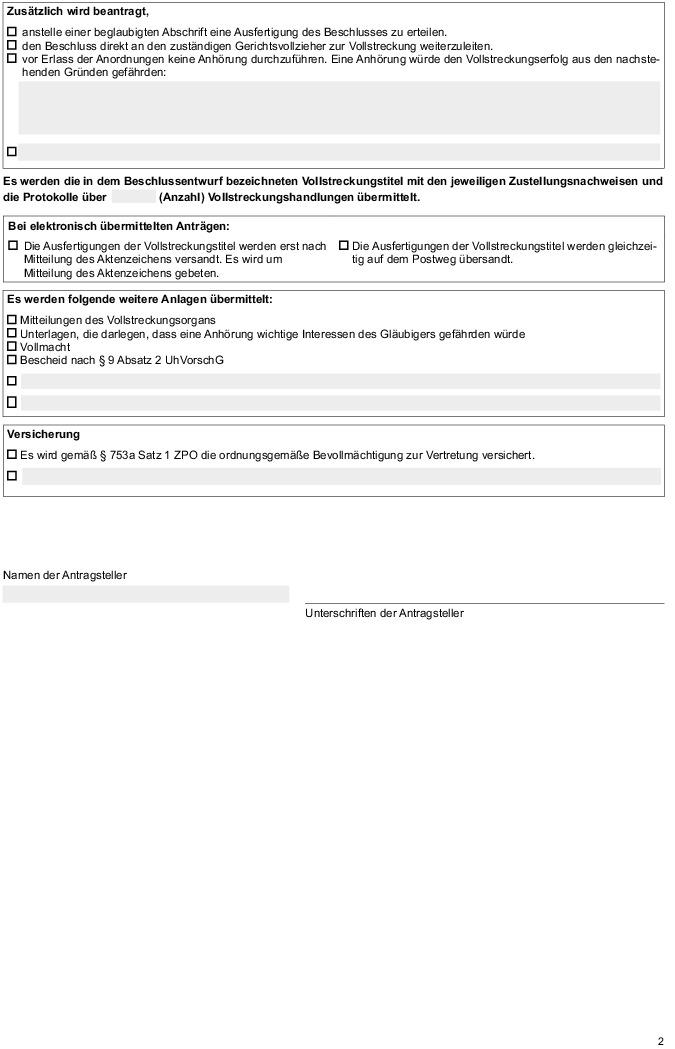 Zusätzlich wird beantragt,
anstelle einer beglaubigten Abschrift eine Ausfertigung des Beschlusses zu erteilen.
den Beschluss direkt an den zuständigen Gerichtsvollzieher zur Vollstreckung weiterzuleiten.
vor Erlass der Anordnungen keine Anhörung durchzuführen. Eine Anhörung würde den Vollstreckungserfolg aus den nachste-
henden Gründen gefährden:
Es werden die in dem Beschlussentwurf bezeichneten Vollstreckungstitel mit den jeweiligen Zustellungsnachweisen und
die Protokolle über (Anzahl) Vollstreckungshandlungen übermittelt.
Bei elektronisch übermittelten Anträgen:
Die Ausfertigungen der Vollstreckungstitel werden erst nach
Mitteilung des Aktenzeichens versandt. Es wird um
Mitteilung des Aktenzeichens gebeten.
Die Ausfertigungen der Vollstreckungstitel werden gleichzei-
tig auf dem Postweg übersandt.
Es werden folgende weitere Anlagen übermittelt:
Mitteilungen des Vollstreckungsorgans
Unterlagen, die darlegen, dass eine Anhörung wichtige Interessen des Gläubigers gefährden würde
Vollmacht
Bescheid nach § 9 Absatz 2 UhVorschG
Versicherung
Es wird gemäß § 753a Satz 1 ZPO die ordnungsgemäße Bevollmächtigung zur Vertretung versichert.
Namen der Antragsteller
Unterschriften der Antragsteller
2